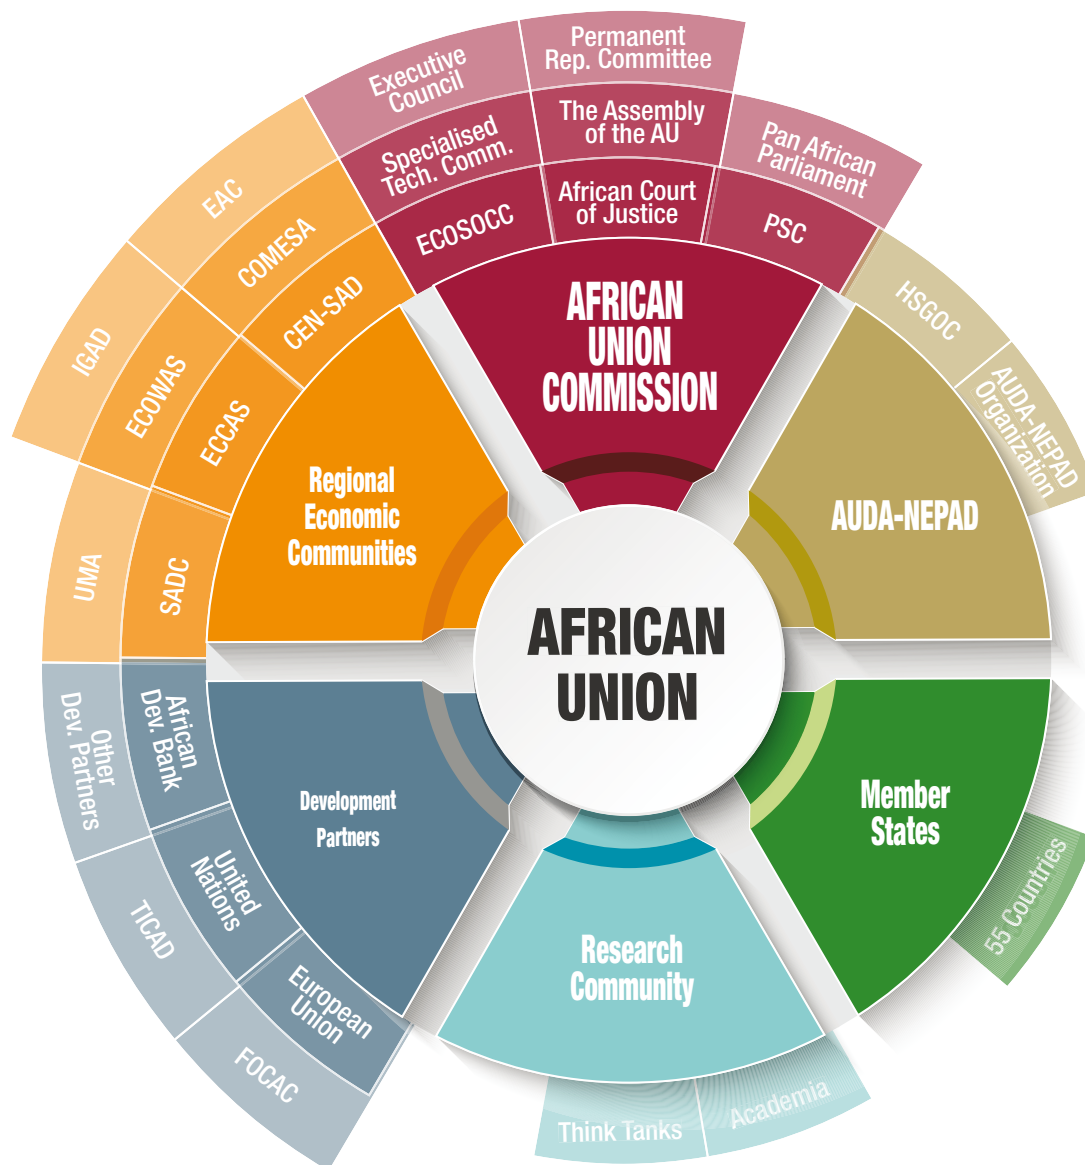 Permanent
Rep. Committee
Executive
Council
The Assembly
of the AU
Specialised
Tech. Comm.
Pan African
Parliament
African Court
of Justice
ECOSOCC
PSC
AFRICAN
UNION
COMMISSION
EAC
COMESA
CEN-SAD
IGAD
ECOWAS
ECCAS
UMA
SADC
Regional
Economic
Communities
HSGOC
AUDA-NEPAD
Organization
AUDA-NEPAD
AFRICAN
UNION
Other
Dev. Partners
African
Dev. Bank
Development
Partners
TICAD
United
Nations
FOCAC
European
Union
Member
States
55 Countries
Research
Community
Think Tanks
Academia